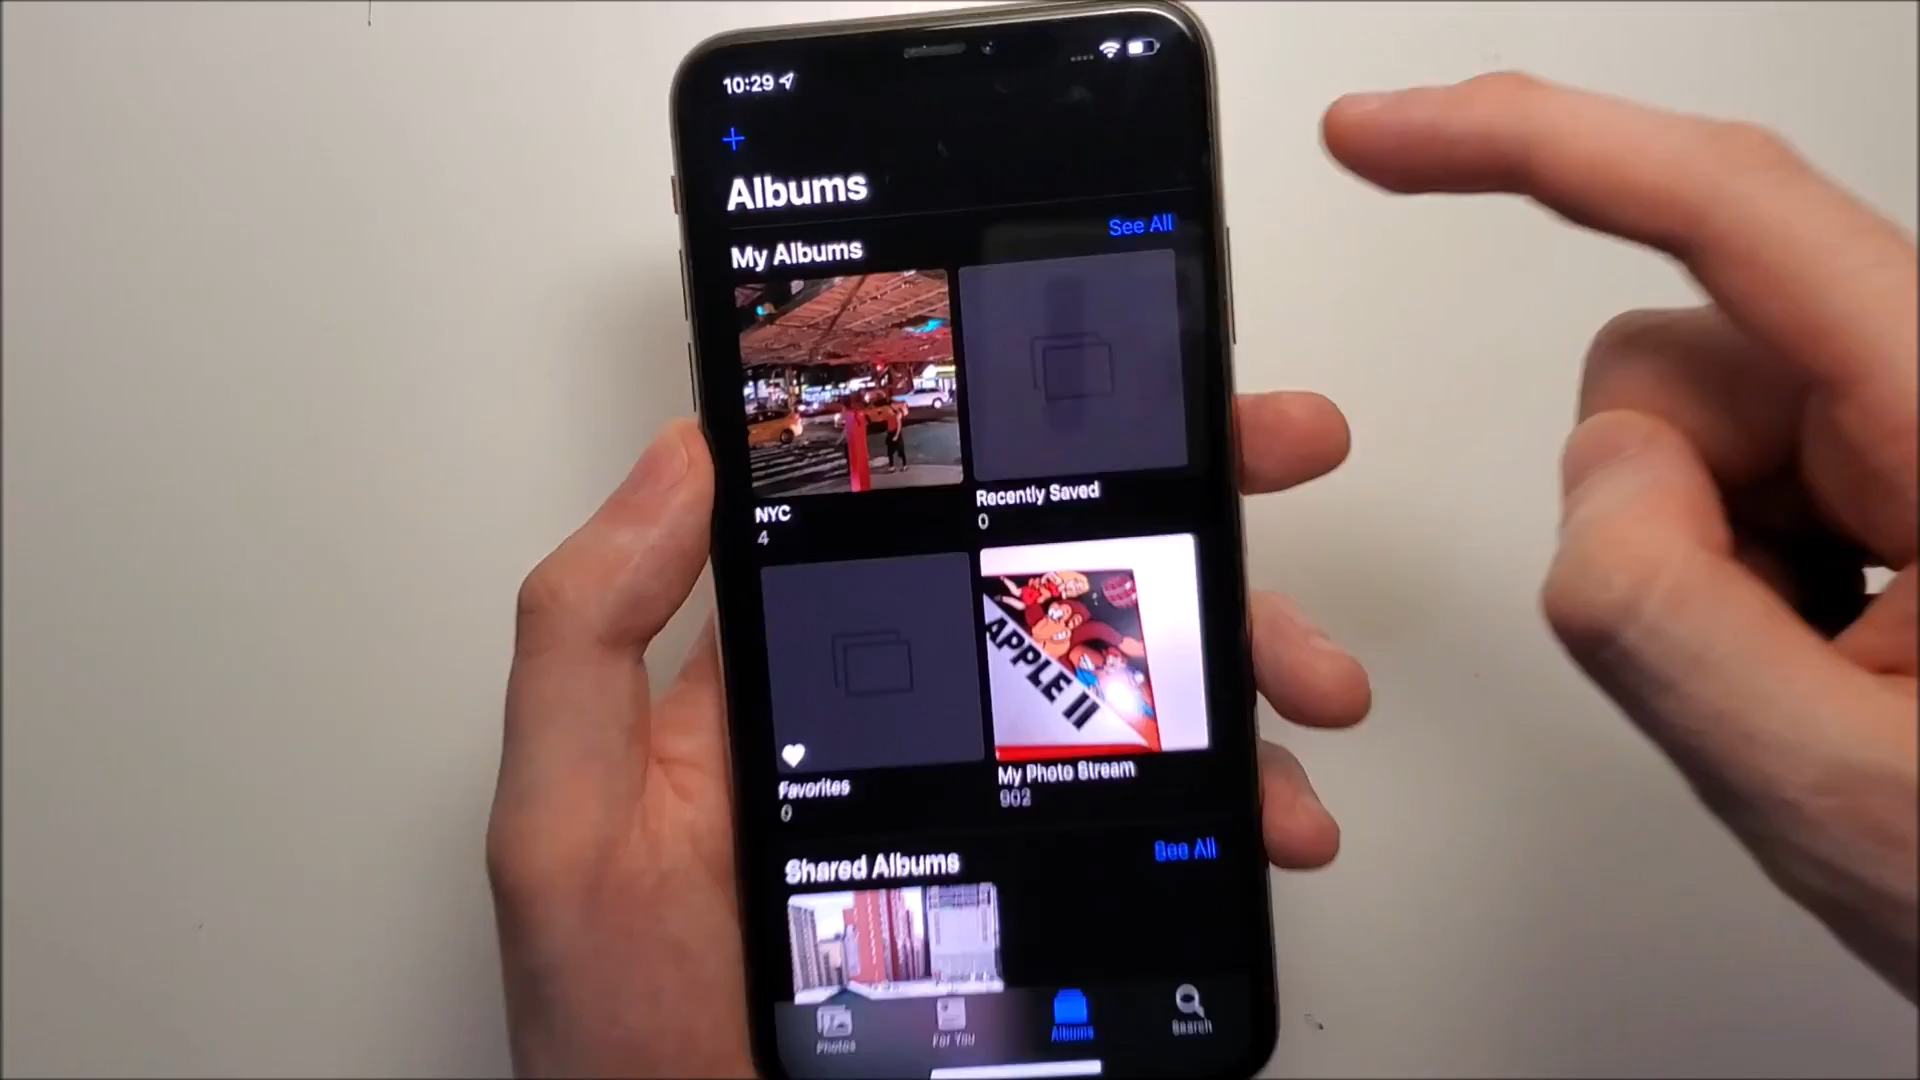 10:29
+
Albums
My Albums
See All
NYC
4
Recently Saved
0
Favorites
0
APPLE II
My Photo Stream
902
Shared Albums
See All
Photos
For You
Albums
Search